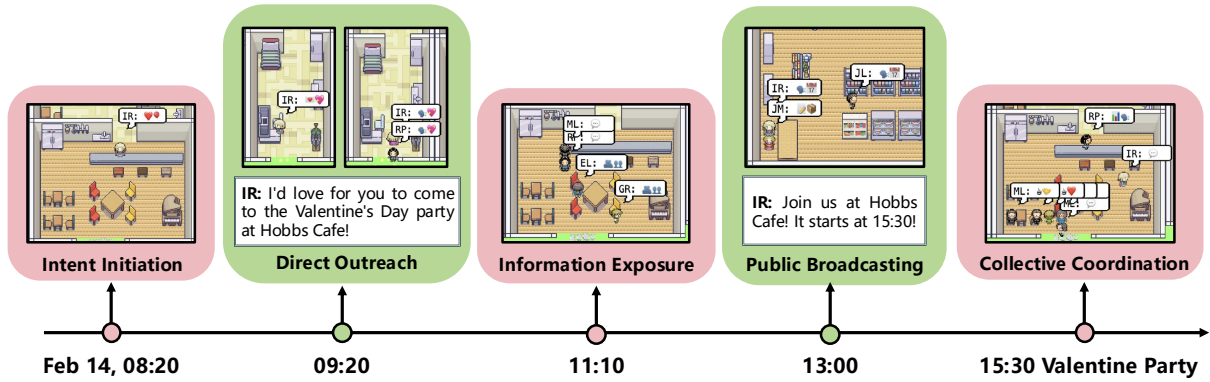 IR:
Intent Initiation
IR:
IR:
RP:
IR: I'd love for you to come
to the Valentine's Day party
at Hobbs Cafe!
Direct Outreach
ML:
EL:
GR:
Information Exposure
JL:
IR:
JM:
IR: Join us at Hobbs
Cafe! It starts at 15:30!
Public Broadcasting
RP:
IR:
ML:
Collective Coordination
Feb 14, 08:20
09:20
11:10
13:00
15:30 Valentine Party